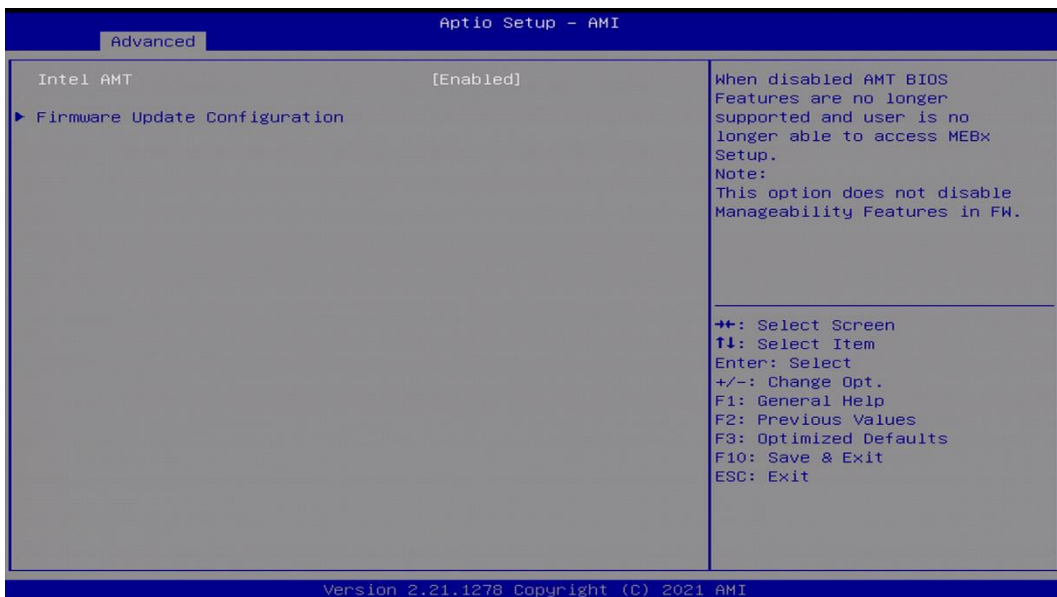 Aptio Setup – AMI
Advanced
Intel AMT [Enabled]
▶ Firmware Update Configuration
When disabled AMT BIOS
Features are no longer
supported and user is no
longer able to access MEBx
Setup.
Note:
This option does not disable
Manageability Features in FW.
→←: Select Screen
↑↓: Select Item
Enter: Select
+/-: Change Opt.
F1: General Help
F2: Previous Values
F3: Optimized Defaults
F10: Save & Exit
ESC: Exit
Version 2.21.1278 Copyright (C) 2021 AMI